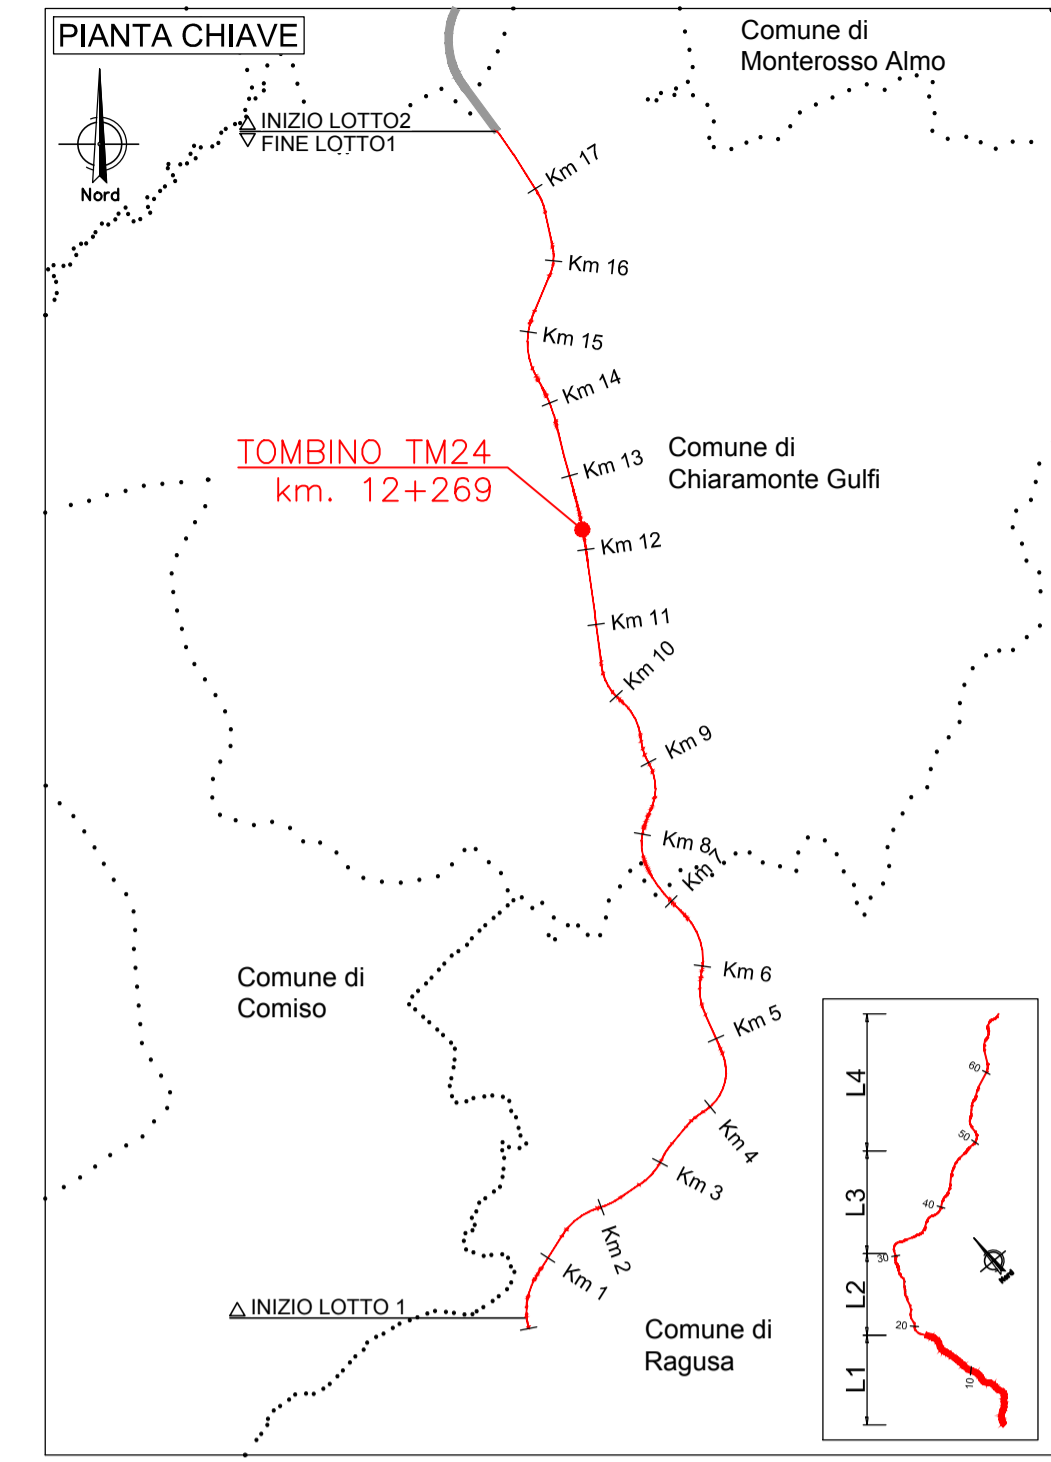 PIANTA CHIAVE
Comune di
Monterosso Almo
Nord
INIZIO LOTTO2
FINE LOTTO1
Km 17
Km 16
Km 15
Km 14
TOMBINO TM24
km. 12+269
Km 13
Comune di
Chiaramonte Gulfi
Km 12
Km 11
Km 10
Km 9
Km 8
Km 7
Km 6
Comune di
Comiso
Km 5
Km 4
Km 3
Km 2
Km 1
INIZIO LOTTO 1
Comune di
Ragusa
L4
60
50
L3
40
30
Nord
L2
20
L1
10